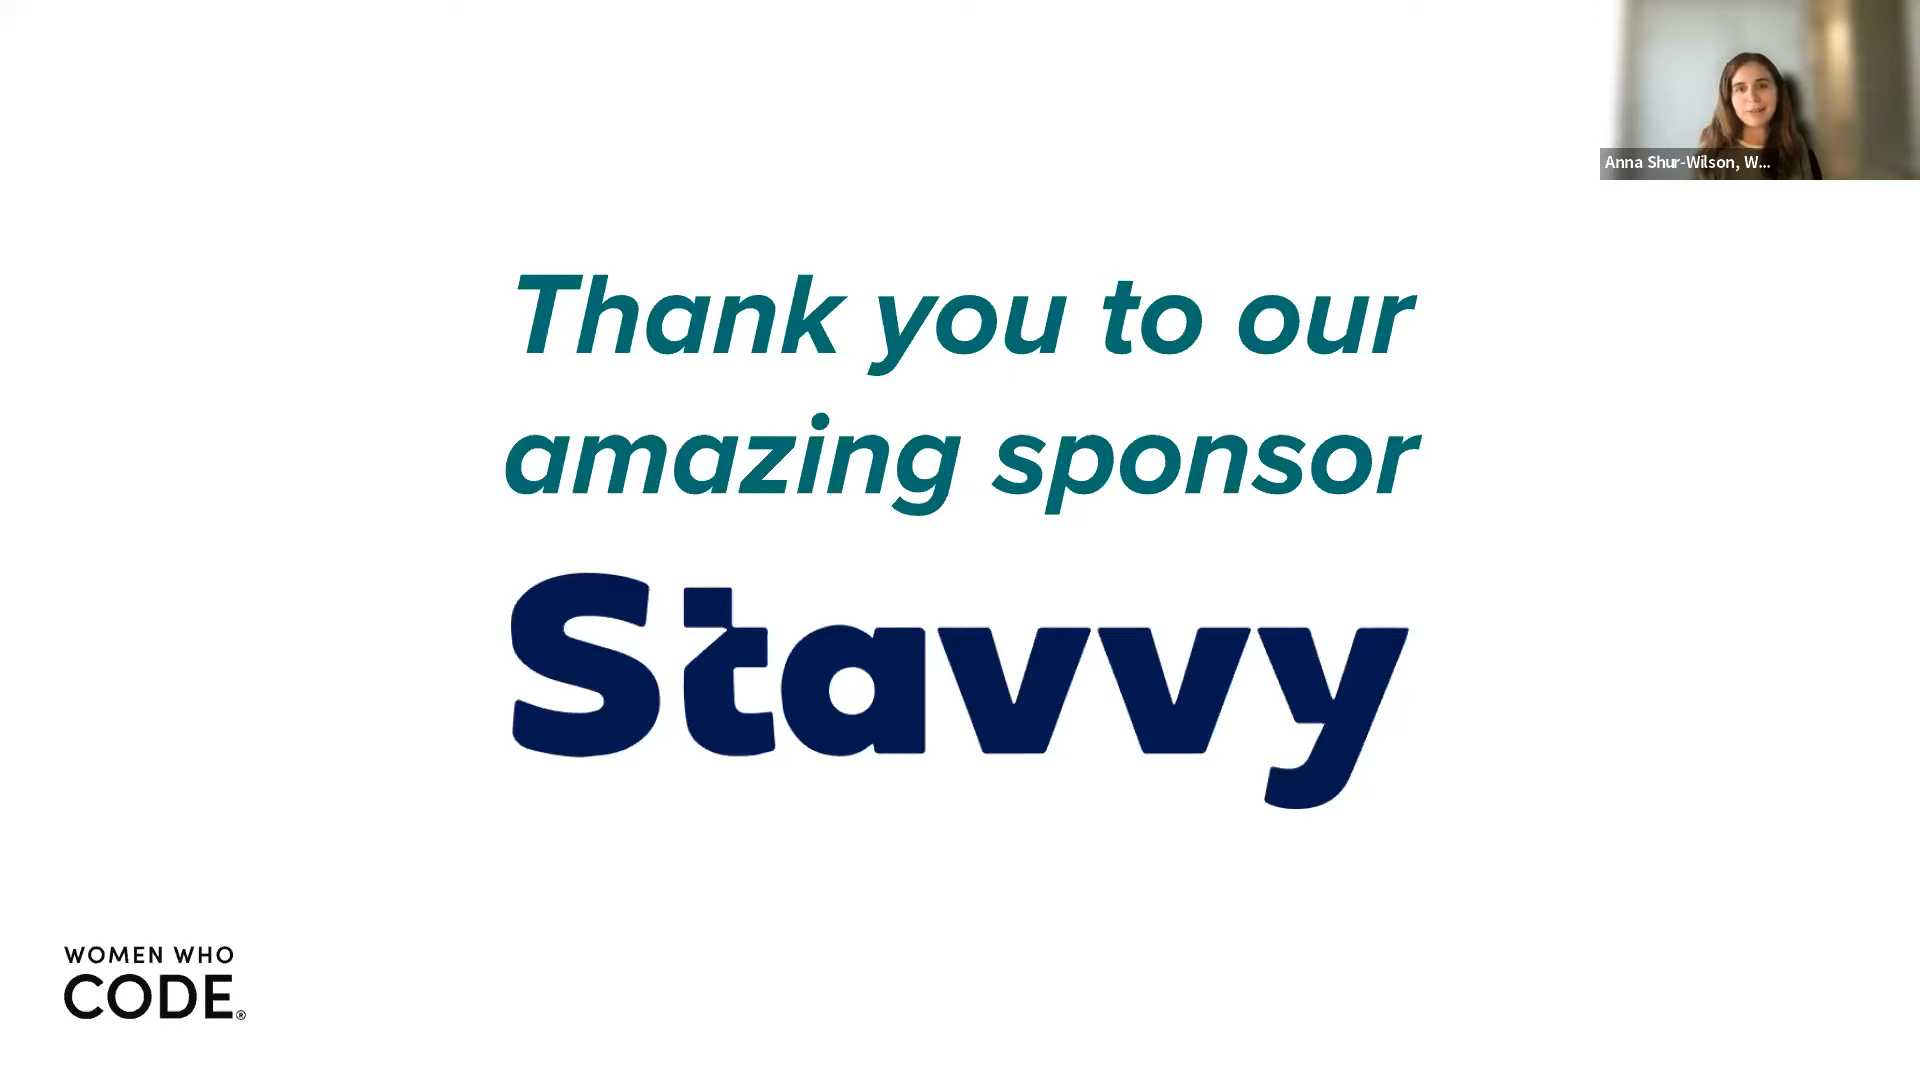 Anna Shur-Wilson, W...
Thank you to our
amazing sponsor
Stavvy
WOMEN WHO
CODE®